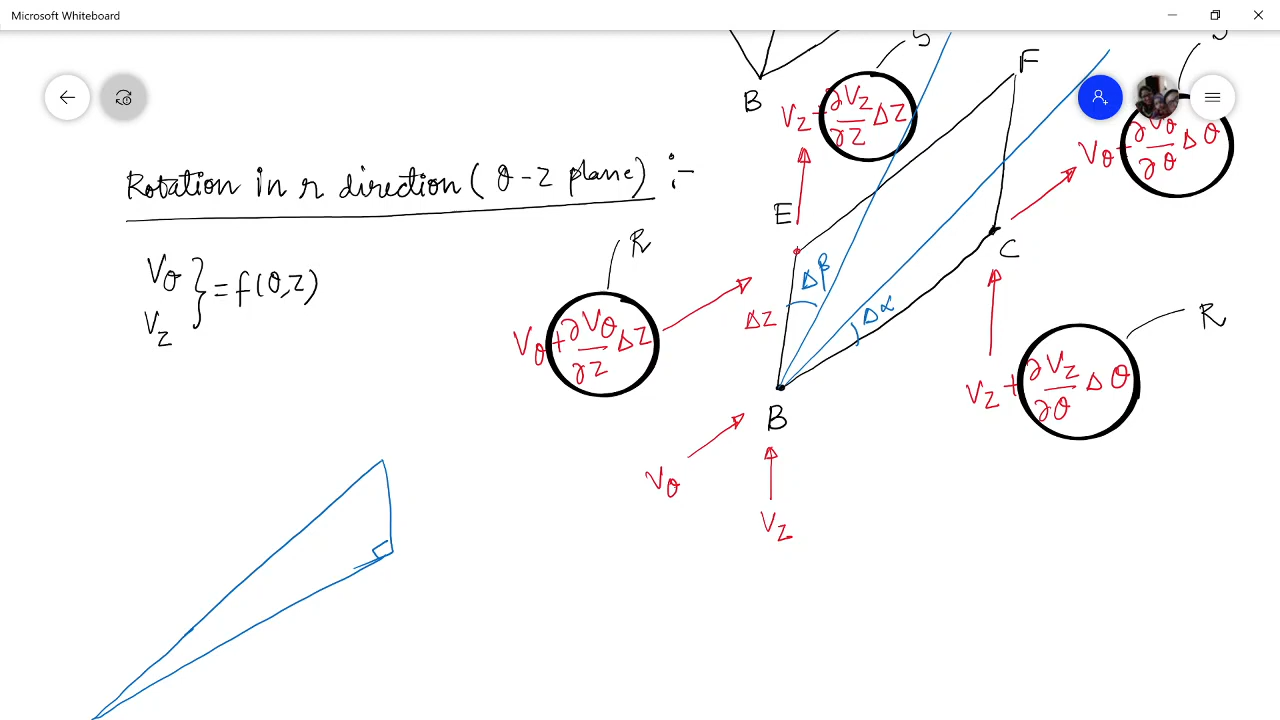 Microsoft Whiteboard
Rotation in r direction ( θ - z plane) :-
Vθ
Vz } = f(θ, z)
B
Vz + ∂Vz/∂z Δz
S
F
Vθ + ∂Vθ/∂θ Δθ
E
Δβ
Δz
Δα
C
R
Vθ + ∂Vθ/∂z Δz
R
Vz + ∂Vz/∂θ Δθ
B
Vθ
Vz